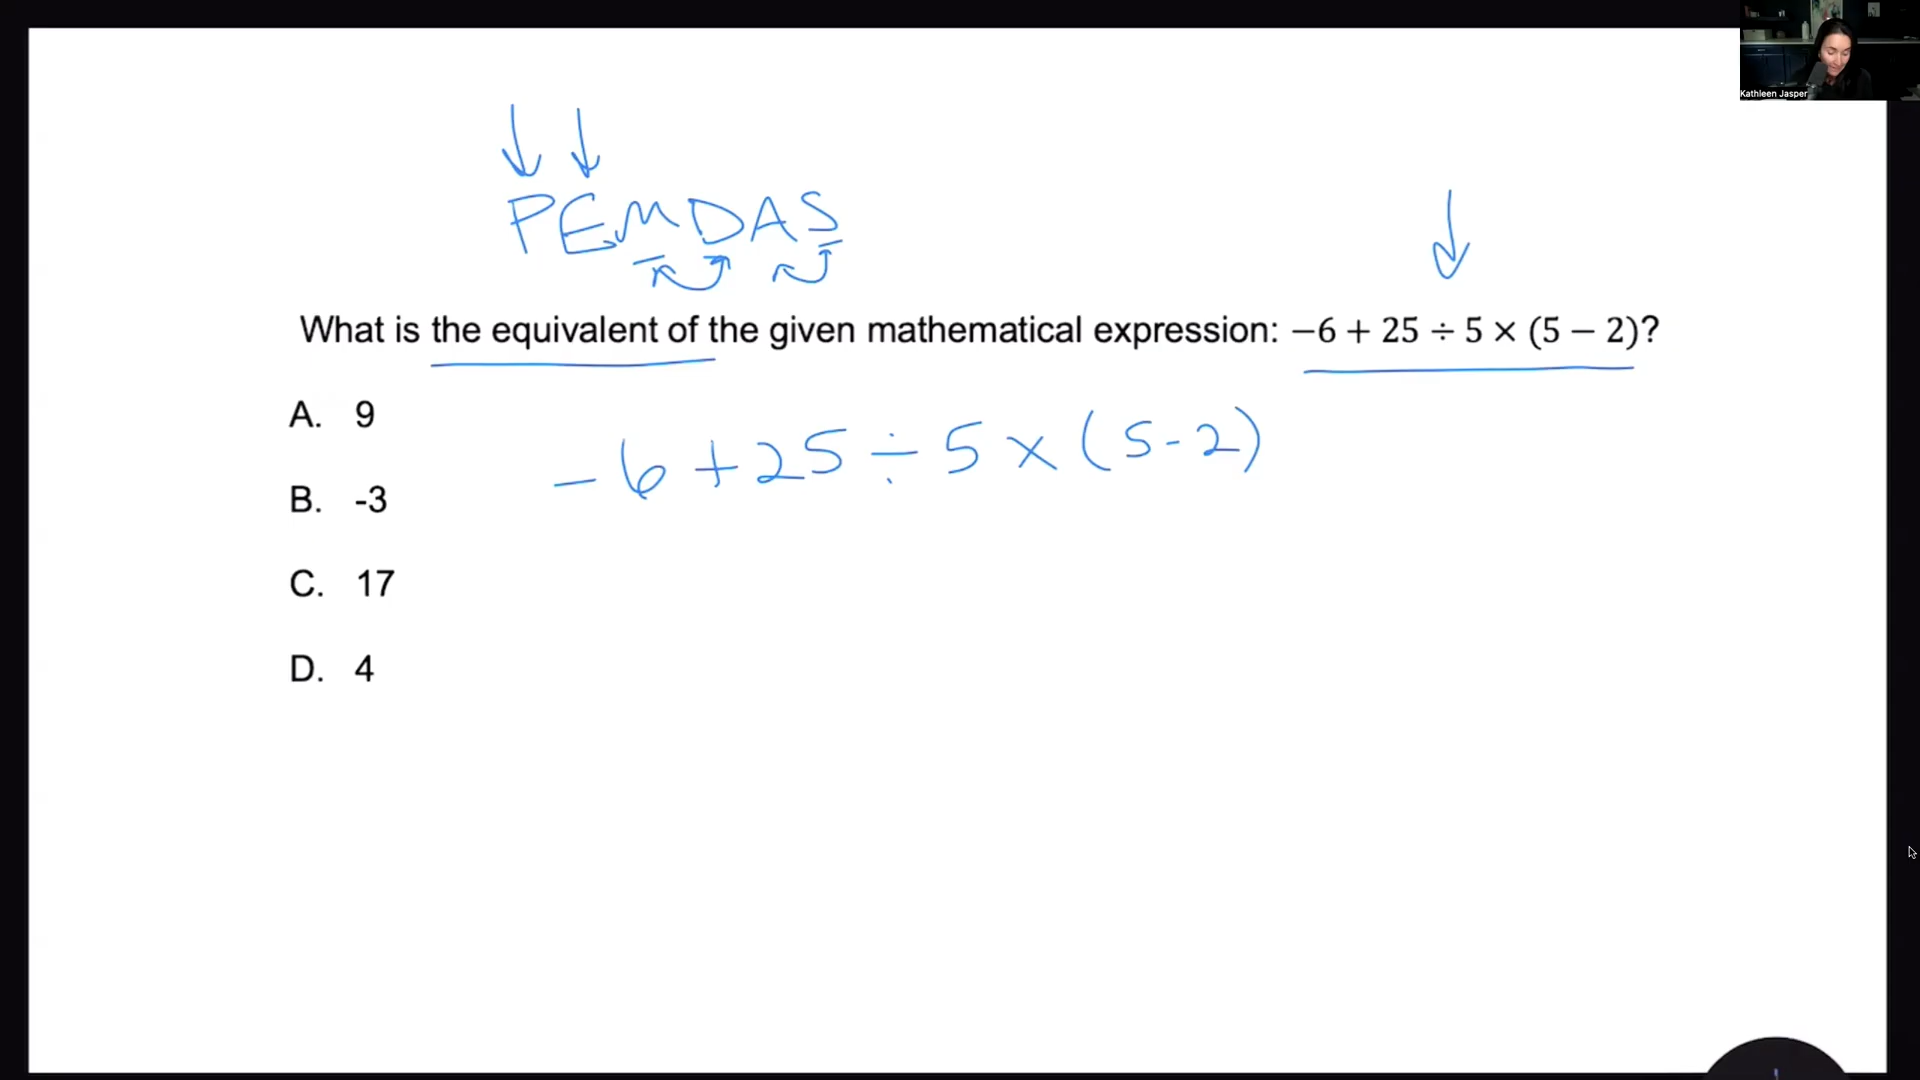 Kathleen Jasper
PEMDAS
What is the equivalent of the given mathematical expression: −6 + 25 ÷ 5 × (5 − 2)?
A. 9
-6+25÷5×(5-2)
B. -3
C. 17
D. 4